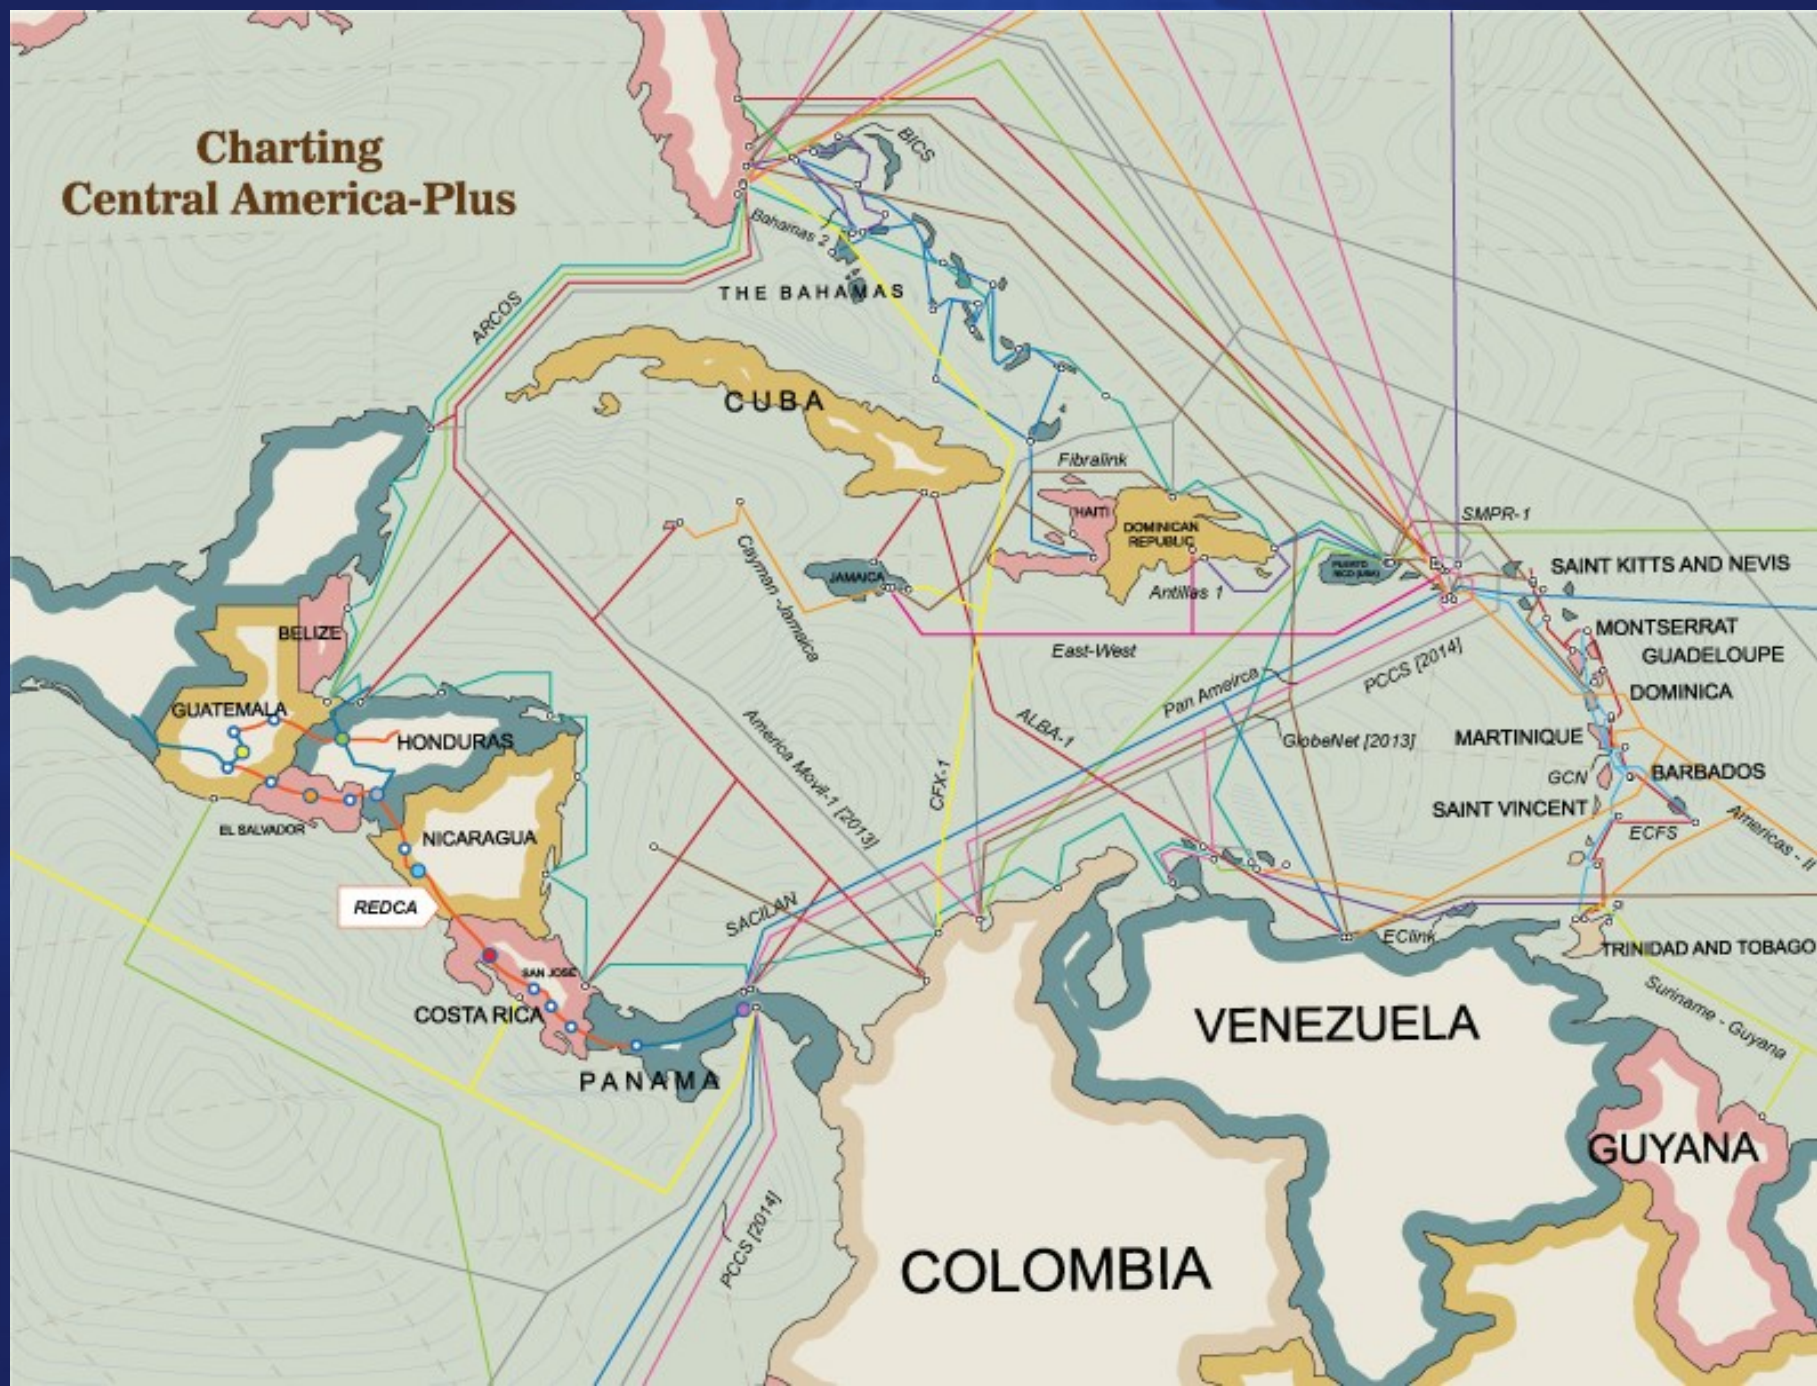 Charting
Central America-Plus
BICS
Bahamas 2
THE BAHAMAS
ARCOS
CUBA
Fibralink
HAITI
DOMINICAN
REPUBLIC
SMPR-1
SAINT KITTS AND NEVIS
PUERTO
RICO (USA)
JAMAICA
Cayman -Jamaica
Antillas 1
BELIZE
East-West
MONTSERRAT
GUADELOUPE
PCCS [2014]
DOMINICA
Pan Ameirca
GUATEMALA
HONDURAS
America Movil-1 [2013]
ALBA-1
GlobeNet [2013]
MARTINIQUE
GCN
BARBADOS
CFX-1
SAINT VINCENT
ECFS
Americas - II
EL SALVADOR
NICARAGUA
REDCA
SACILAN
EClink
TRINIDAD AND TOBAGO
SAN JOSE
COSTA RICA
VENEZUELA
Suriname - Guyana
PANAMA
GUYANA
PCCS [2014]
COLOMBIA